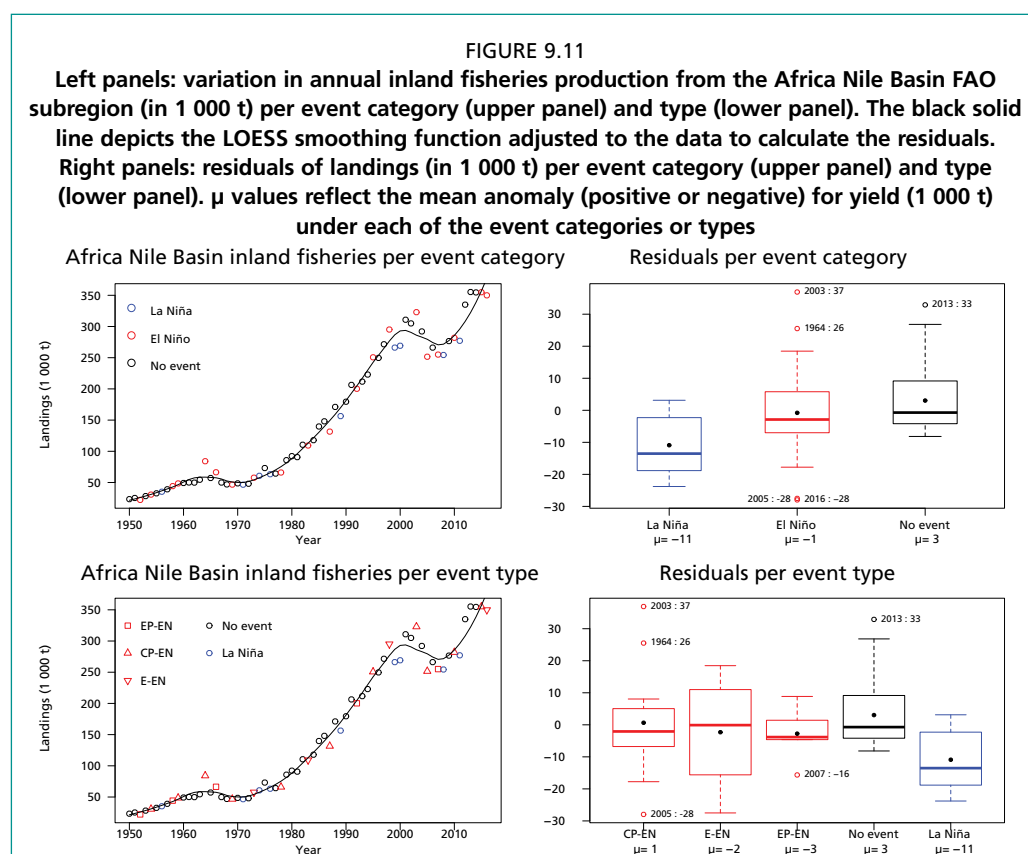 FIGURE 9.11
Left panels: variation in annual inland fisheries production from the Africa Nile Basin FAO
subregion (in 1 000 t) per event category (upper panel) and type (lower panel). The black solid
line depicts the LOESS smoothing function adjusted to the data to calculate the residuals.
Right panels: residuals of landings (in 1 000 t) per event category (upper panel) and type
(lower panel). µ values reflect the mean anomaly (positive or negative) for yield (1 000 t)
under each of the event categories or types
Africa Nile Basin inland fisheries per event category
350
300
250
200
150
100
50
Landings (1 000 t)
La Niña
El Niño
No event
1950 1960 1970 1980 1990 2000 2010
Year
Residuals per event category
30
20
10
0
−10
−20
−30
2003 : 37
1964 : 26
2013 : 33
2005 : -28 2016 : −28
La Niña El Niño No event
µ= −11 µ= −1 µ= 3
Africa Nile Basin inland fisheries per event type
350
300
250
200
150
100
50
Landings (1 000 t)
EP-EN No event
CP-EN La Niña
E-EN
1950 1960 1970 1980 1990 2000 2010
Year
Residuals per event type
30
20
10
0
−10
−20
−30
2003 : 37
2013 : 33
1964 : 26
2007 : −16
2005 : -28
CP-EN E-EN EP-EN No event La Niña
µ= 1 µ= −2 µ= −3 µ= 3 µ= −11